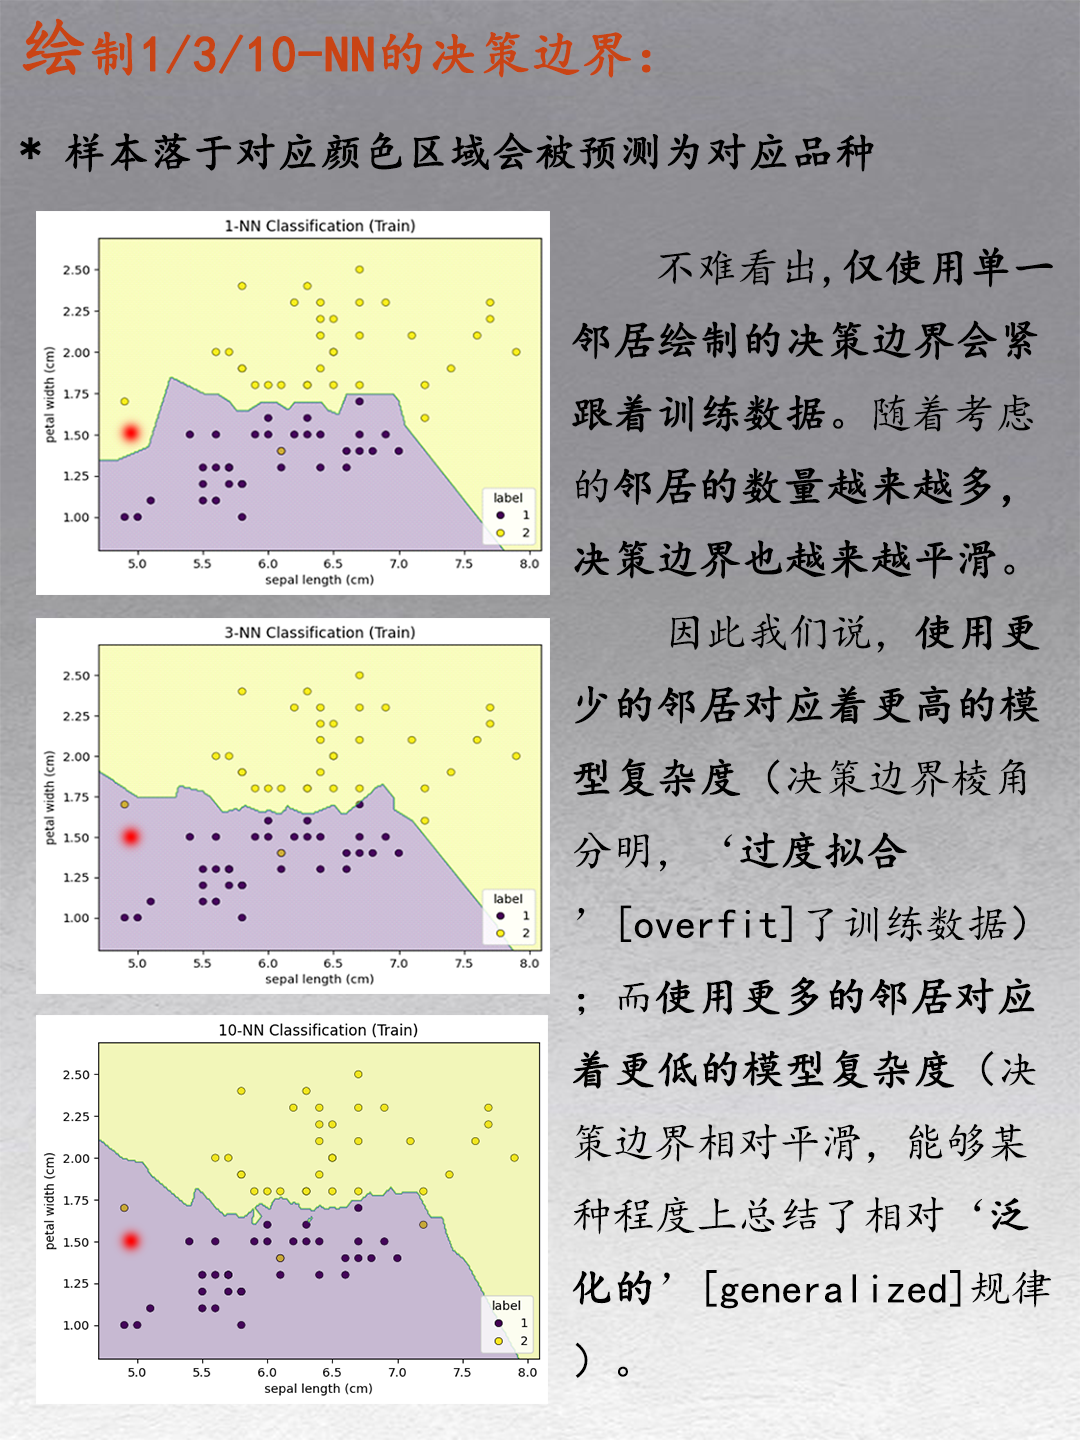 绘制1/3/10-NN的决策边界：
* 样本落于对应颜色区域会被预测为对应品种
1-NN Classification (Train)
petal width (cm)
2.50
2.25
2.00
1.75
1.50
1.25
1.00
label
1
2
5.0 5.5 6.0 6.5 7.0 7.5 8.0
sepal length (cm)
3-NN Classification (Train)
petal width (cm)
2.50
2.25
2.00
1.75
1.50
1.25
1.00
label
1
2
5.0 5.5 6.0 6.5 7.0 7.5 8.0
sepal length (cm)
10-NN Classification (Train)
petal width (cm)
2.50
2.25
2.00
1.75
1.50
1.25
1.00
label
1
2
5.0 5.5 6.0 6.5 7.0 7.5 8.0
sepal length (cm)
不难看出,仅使用单一
邻居绘制的决策边界会紧
跟着训练数据。随着考虑
的邻居的数量越来越多，
决策边界也越来越平滑。
因此我们说，使用更
少的邻居对应着更高的模
型复杂度（决策边界棱角
分明，‘过度拟合
’[overfit]了训练数据）
；而使用更多的邻居对应
着更低的模型复杂度（决
策边界相对平滑，能够某
种程度上总结了相对‘泛
化的’[generalized]规律
）。